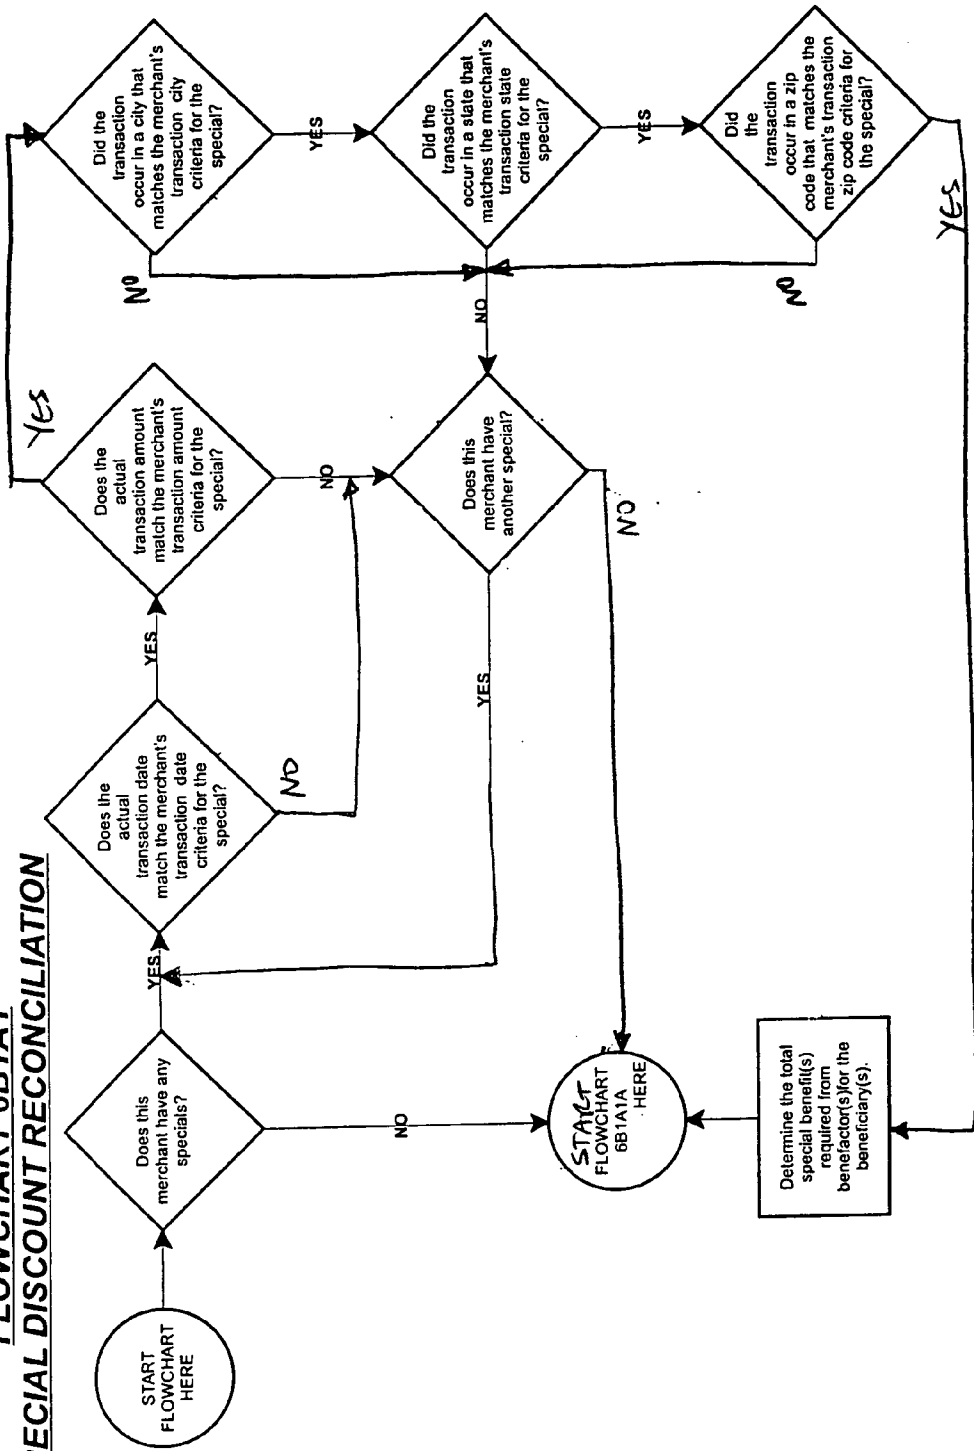 FLOWCHART 6B1A1
ECIAL DISCOUNT RECONCILIATION
START
FLOWCHART
HERE
Does this
merchant have any
specials?
YES
NO
Does the
actual
transaction date
match the merchant's
transaction date
criteria for the
special?
YES
NO
Does the
actual
transaction amount
match the merchant's
transaction amount
criteria for the
special?
YES
NO
Did the
transaction
occur in a city that
matches the merchant's
transaction city
criteria for the
special?
YES
NO
Did the
transaction
occur in a state that
matches the merchant's
transaction state
criteria for the
special?
YES
NO
Did
the
transaction
occur in a zip
code that matches the
merchant's transaction
zip code criteria for
the special?
YES
NO
Does this
merchant have
another special?
YES
NO
START
FLOWCHART
6B1A1A
HERE
Determine the total
special benefit(s)
required from
benefactor(s)for the
beneficiary(s).